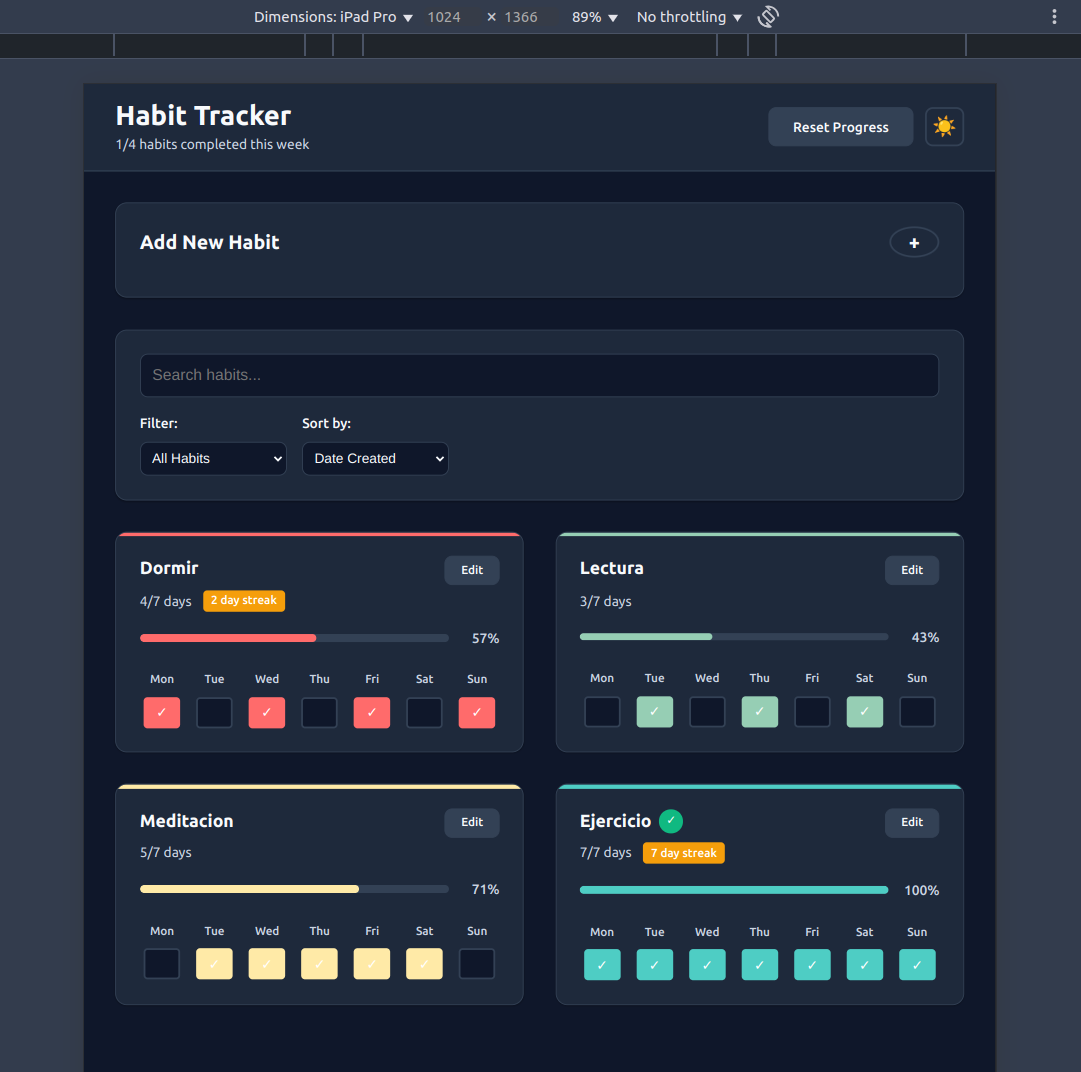 Dimensions: iPad Pro ▼ 1024 × 1366 89% ▼ No throttling ▼
Habit Tracker
1/4 habits completed this week
Reset Progress
Add New Habit
+
Search habits...
Filter: Sort by:
All Habits Date Created
Dormir Edit
4/7 days 2 day streak
57%
Mon Tue Wed Thu Fri Sat Sun
✓ ✓ ✓ ✓
Lectura Edit
3/7 days
43%
Mon Tue Wed Thu Fri Sat Sun
✓ ✓ ✓
Meditacion Edit
5/7 days
71%
Mon Tue Wed Thu Fri Sat Sun
✓ ✓ ✓ ✓ ✓
Ejercicio ✓ Edit
7/7 days 7 day streak
100%
Mon Tue Wed Thu Fri Sat Sun
✓ ✓ ✓ ✓ ✓ ✓ ✓